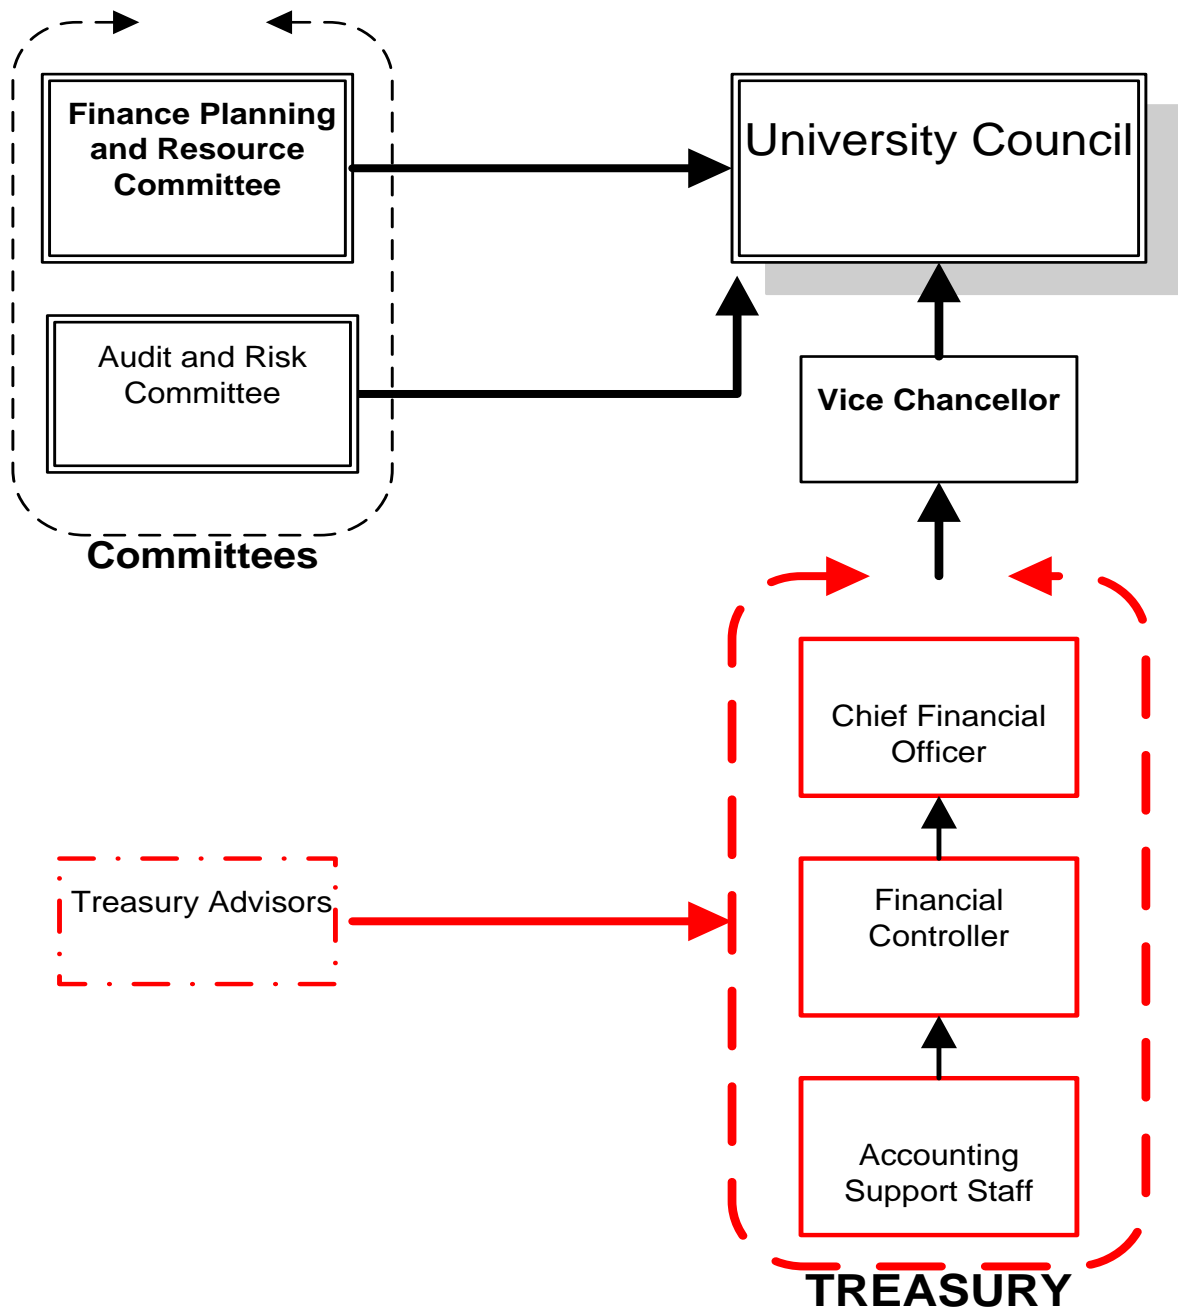 Finance Planning
and Resource
Committee
University Council
Audit and Risk
Committee
Vice Chancellor
Committees
Chief Financial
Officer
Treasury Advisors
Financial
Controller
Accounting
Support Staff
TREASURY